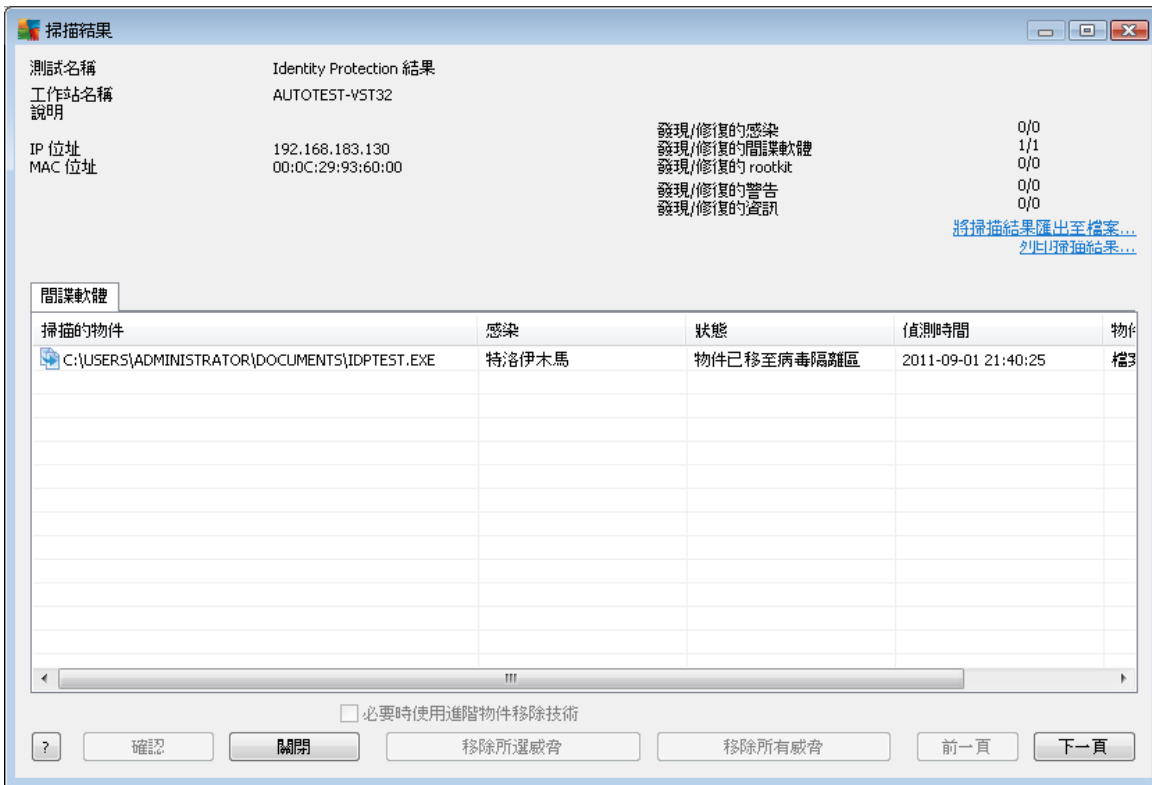 掃描結果
測試名稱 Identity Protection 結果
工作站名稱 AUTOTEST-VST32
說明
IP 位址 192.168.183.130
MAC 位址 00:0C:29:93:60:00
發現/修復的感染 0/0
發現/修復的間諜軟體 1/1
發現/修復的 rootkit 0/0
發現/修復的警告 0/0
發現/修復的資訊 0/0
將掃描結果匯出至檔案...
列印掃描結果...
間諜軟體
掃描的物件 感染 狀態 偵測時間 物件
C:\USERS\ADMINISTRATOR\DOCUMENTS\IDPTEST.EXE 特洛伊木馬 物件已移至病毒隔離區 2011-09-01 21:40:25 檔案
必要時使用進階物件移除技術
? 確認 關閉 移除所選威脅 移除所有威脅 前一頁 下一頁